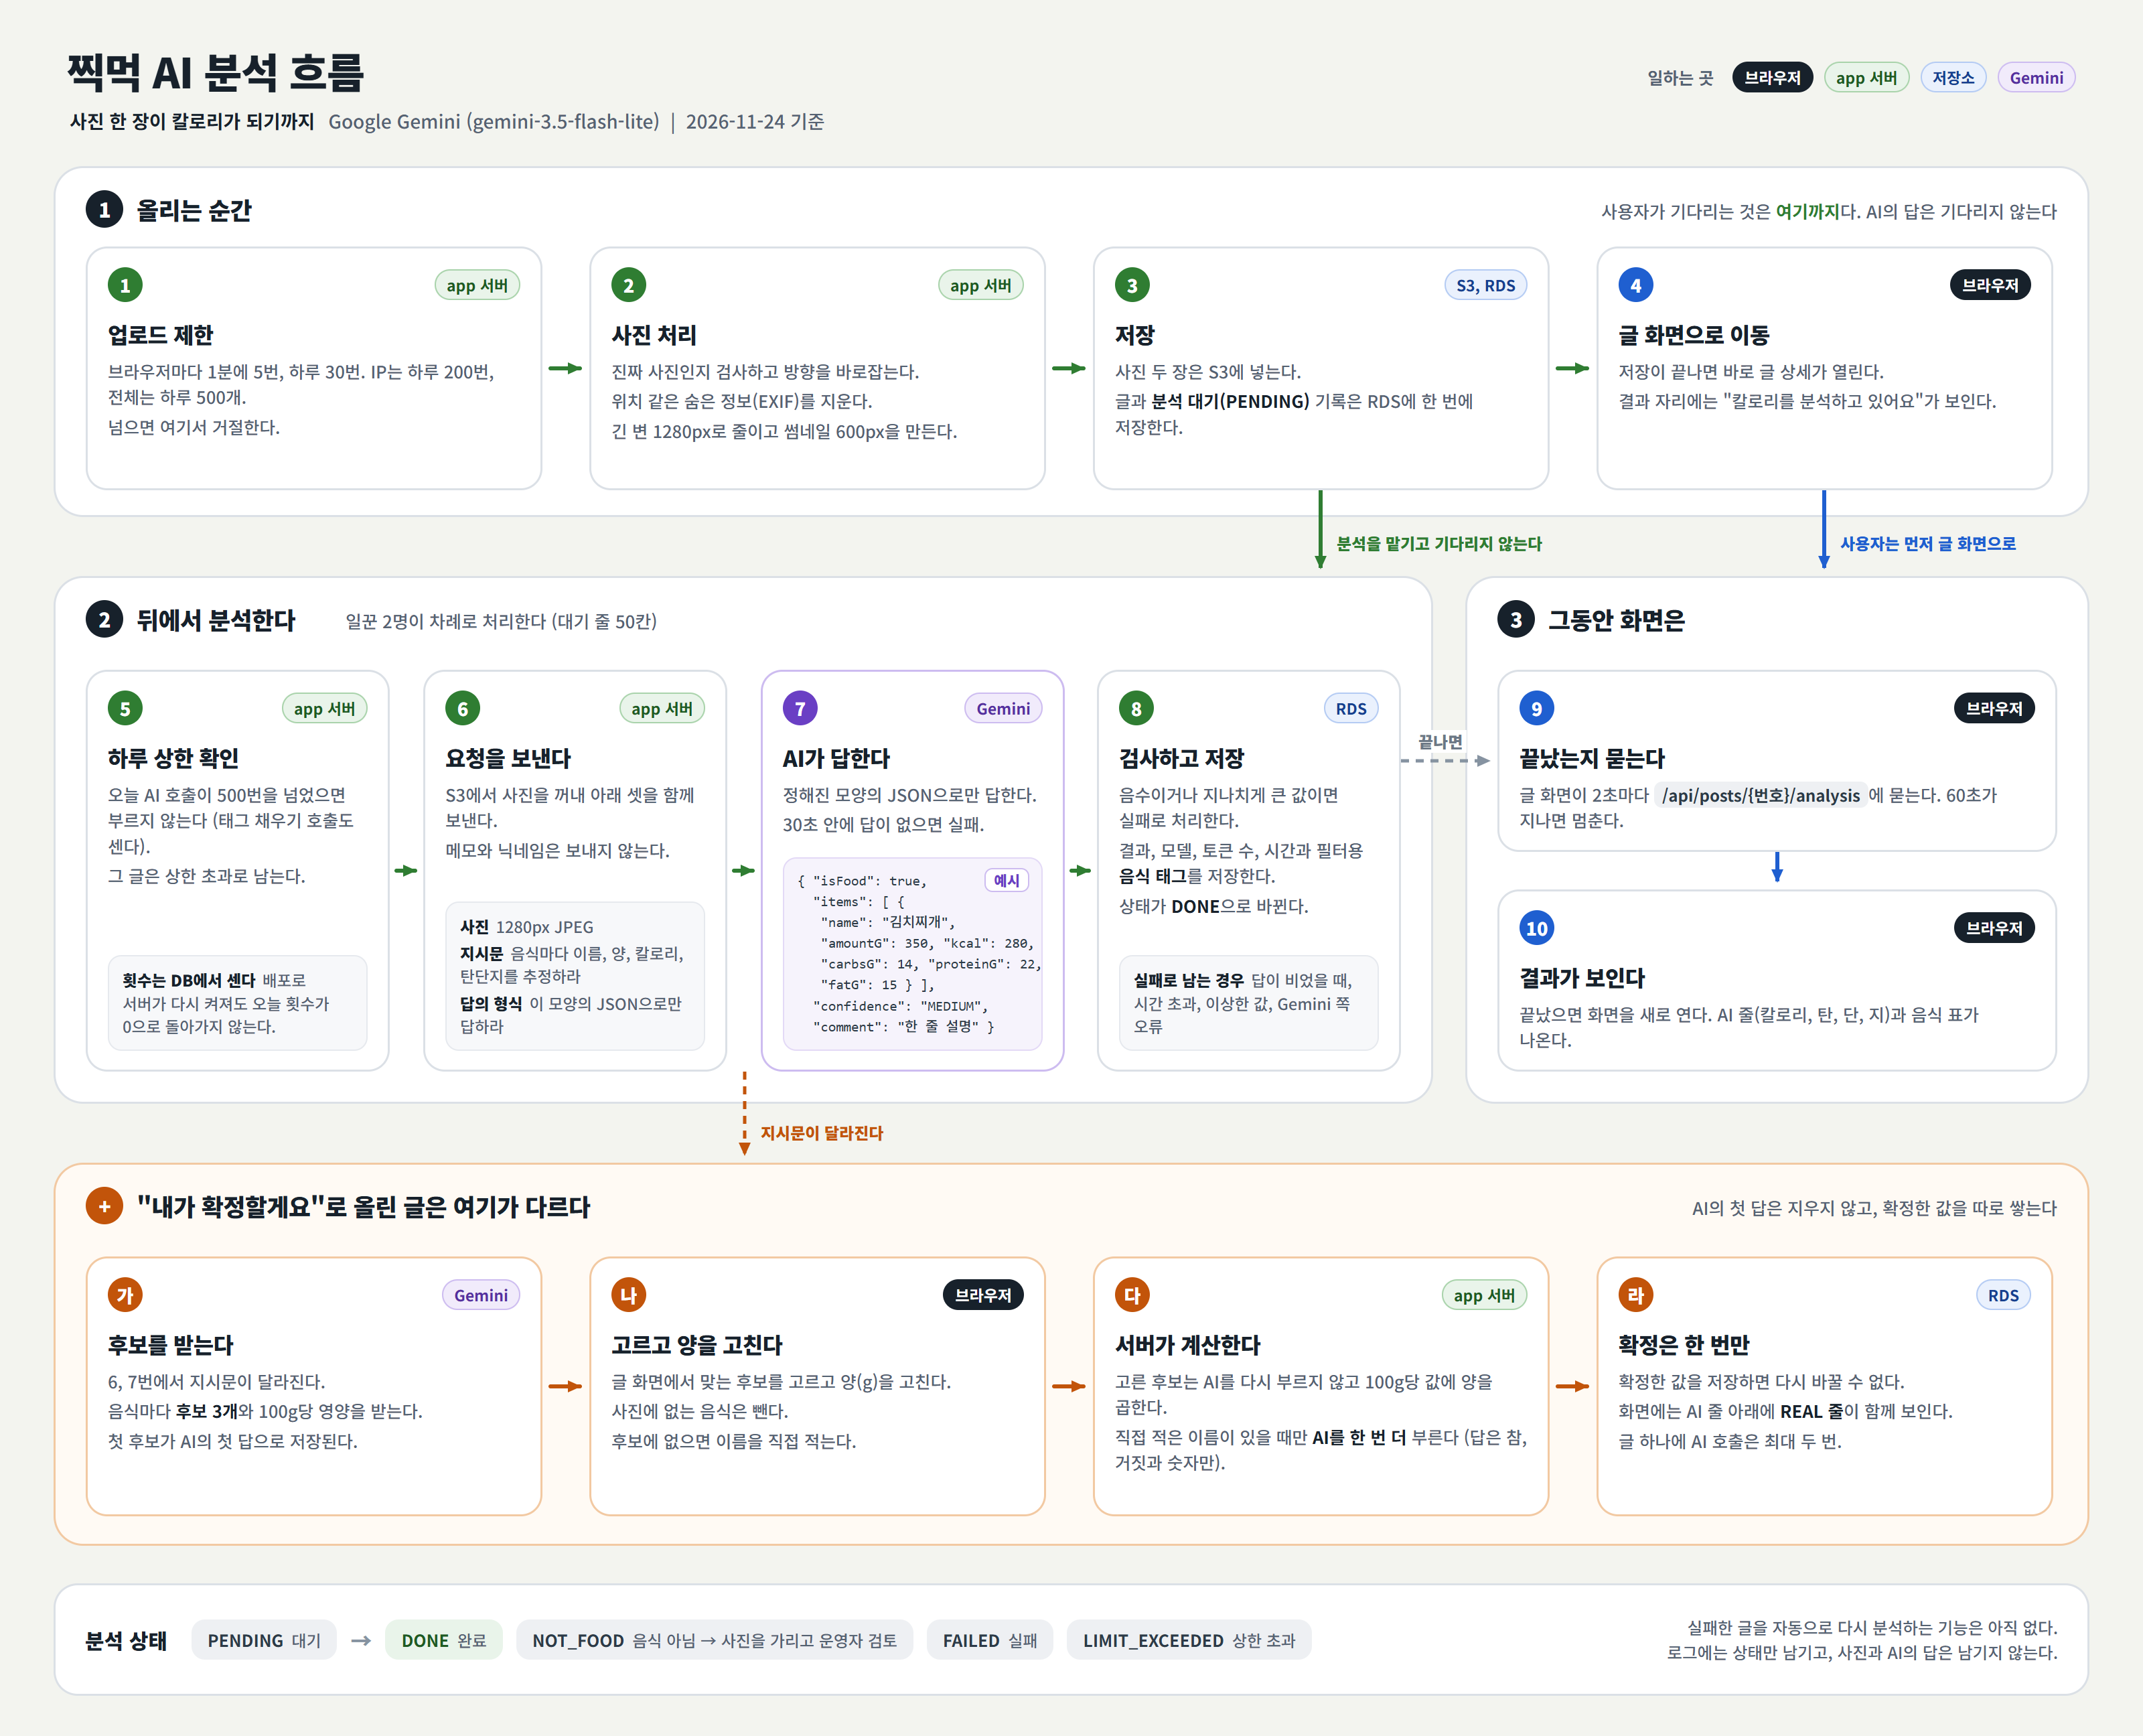 찍먹 AI 분석 흐름
사진 한 장이 칼로리가 되기까지 Google Gemini (gemini-3.5-flash-lite) | 2026-11-24 기준
일하는 곳 브라우저 app 서버 저장소 Gemini
1 올리는 순간
사용자가 기다리는 것은 여기까지다. AI의 답은 기다리지 않는다
1 app 서버
업로드 제한
브라우저마다 1분에 5번, 하루 30번. IP는 하루 200번,
전체는 하루 500개.
넘으면 여기서 거절한다.
2 app 서버
사진 처리
진짜 사진인지 검사하고 방향을 바로잡는다.
위치 같은 숨은 정보(EXIF)를 지운다.
긴 변 1280px로 줄이고 썸네일 600px을 만든다.
3 S3, RDS
저장
사진 두 장은 S3에 넣는다.
글과 분석 대기(PENDING) 기록은 RDS에 한 번에
저장한다.
4 브라우저
글 화면으로 이동
저장이 끝나면 바로 글 상세가 열린다.
결과 자리에는 "칼로리를 분석하고 있어요"가 보인다.
분석을 맡기고 기다리지 않는다
사용자는 먼저 글 화면으로
2 뒤에서 분석한다 일꾼 2명이 차례로 처리한다 (대기 줄 50칸)
5 app 서버
하루 상한 확인
오늘 AI 호출이 500번을 넘었으면
부르지 않는다 (태그 채우기 호출도
센다).
그 글은 상한 초과로 남는다.
횟수는 DB에서 센다 배포로
서버가 다시 켜져도 오늘 횟수가
0으로 돌아가지 않는다.
6 app 서버
요청을 보낸다
S3에서 사진을 꺼내 아래 셋을 함께
보낸다.
메모와 닉네임은 보내지 않는다.
사진 1280px JPEG
지시문 음식마다 이름, 양, 칼로리,
탄단지를 추정하라
답의 형식 이 모양의 JSON으로만
답하라
7 Gemini
AI가 답한다
정해진 모양의 JSON으로만 답한다.
30초 안에 답이 없으면 실패.
{ "isFood": true, 예시
"items": [ {
"name": "김치찌개",
"amountG": 350, "kcal": 280,
"carbsG": 14, "proteinG": 22,
"fatG": 15 } ],
"confidence": "MEDIUM",
"comment": "한 줄 설명" }
8 RDS
검사하고 저장
음수이거나 지나치게 큰 값이면
실패로 처리한다.
결과, 모델, 토큰 수, 시간과 필터용
음식 태그를 저장한다.
상태가 DONE으로 바뀐다.
실패로 남는 경우 답이 비었을 때,
시간 초과, 이상한 값, Gemini 쪽
오류
끝나면
3 그동안 화면은
9 브라우저
끝났는지 묻는다
글 화면이 2초마다 /api/posts/{번호}/analysis에 묻는다. 60초가
지나면 멈춘다.
10 브라우저
결과가 보인다
끝났으면 화면을 새로 연다. AI 줄(칼로리, 탄, 단, 지)과 음식 표가
나온다.
지시문이 달라진다
+ "내가 확정할게요"로 올린 글은 여기가 다르다
AI의 첫 답은 지우지 않고, 확정한 값을 따로 쌓는다
가 Gemini
후보를 받는다
6, 7번에서 지시문이 달라진다.
음식마다 후보 3개와 100g당 영양을 받는다.
첫 후보가 AI의 첫 답으로 저장된다.
나 브라우저
고르고 양을 고친다
글 화면에서 맞는 후보를 고르고 양(g)을 고친다.
사진에 없는 음식은 뺀다.
후보에 없으면 이름을 직접 적는다.
다 app 서버
서버가 계산한다
고른 후보는 AI를 다시 부르지 않고 100g당 값에 양을
곱한다.
직접 적은 이름이 있을 때만 AI를 한 번 더 부른다 (답은 참,
거짓과 숫자만).
라 RDS
확정은 한 번만
확정한 값을 저장하면 다시 바꿀 수 없다.
화면에는 AI 줄 아래에 REAL 줄이 함께 보인다.
글 하나에 AI 호출은 최대 두 번.
분석 상태 PENDING 대기 → DONE 완료 NOT_FOOD 음식 아님 → 사진을 가리고 운영자 검토 FAILED 실패 LIMIT_EXCEEDED 상한 초과
실패한 글을 자동으로 다시 분석하는 기능은 아직 없다.
로그에는 상태만 남기고, 사진과 AI의 답은 남기지 않는다.